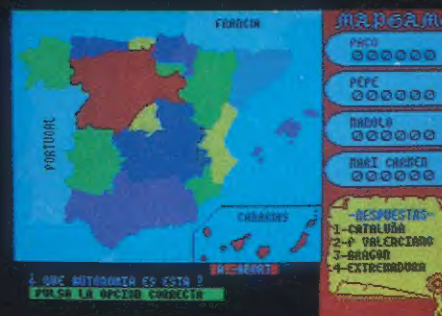 FRANCIA
PORTUGAL
CANARIAS
MAPGAME
PACO
000000
PEPE
000000
MANOLO
000000
MARI CARMEN
000000
-RESPUESTAS-
1-CATALUÑA
2-P VALENCIANO
3-ARAGON
4-EXTREMADURA
¿ QUE AUTONOMIA ES ESTA ?
PULSA LA OPCION CORRECTA